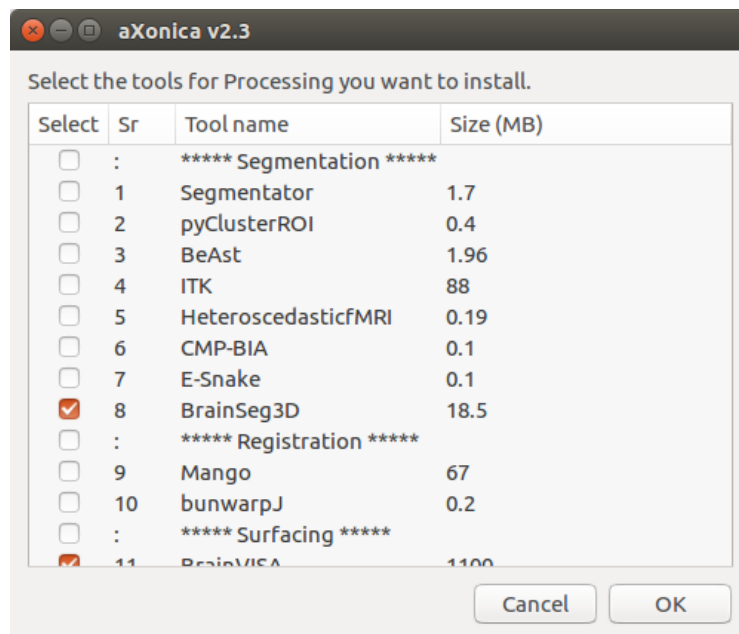 aXonica v2.3
Select the tools for Processing you want to install.
Select Sr Tool name Size (MB)
: ***** Segmentation *****
1 Segmentator 1.7
2 pyClusterROI 0.4
3 BeAst 1.96
4 ITK 88
5 HeteroscedasticfMRI 0.19
6 CMP-BIA 0.1
7 E-Snake 0.1
8 BrainSeg3D 18.5
: ***** Registration *****
9 Mango 67
10 bunwarpJ 0.2
: ***** Surfacing *****
11 BrainVISA 1100
Cancel OK